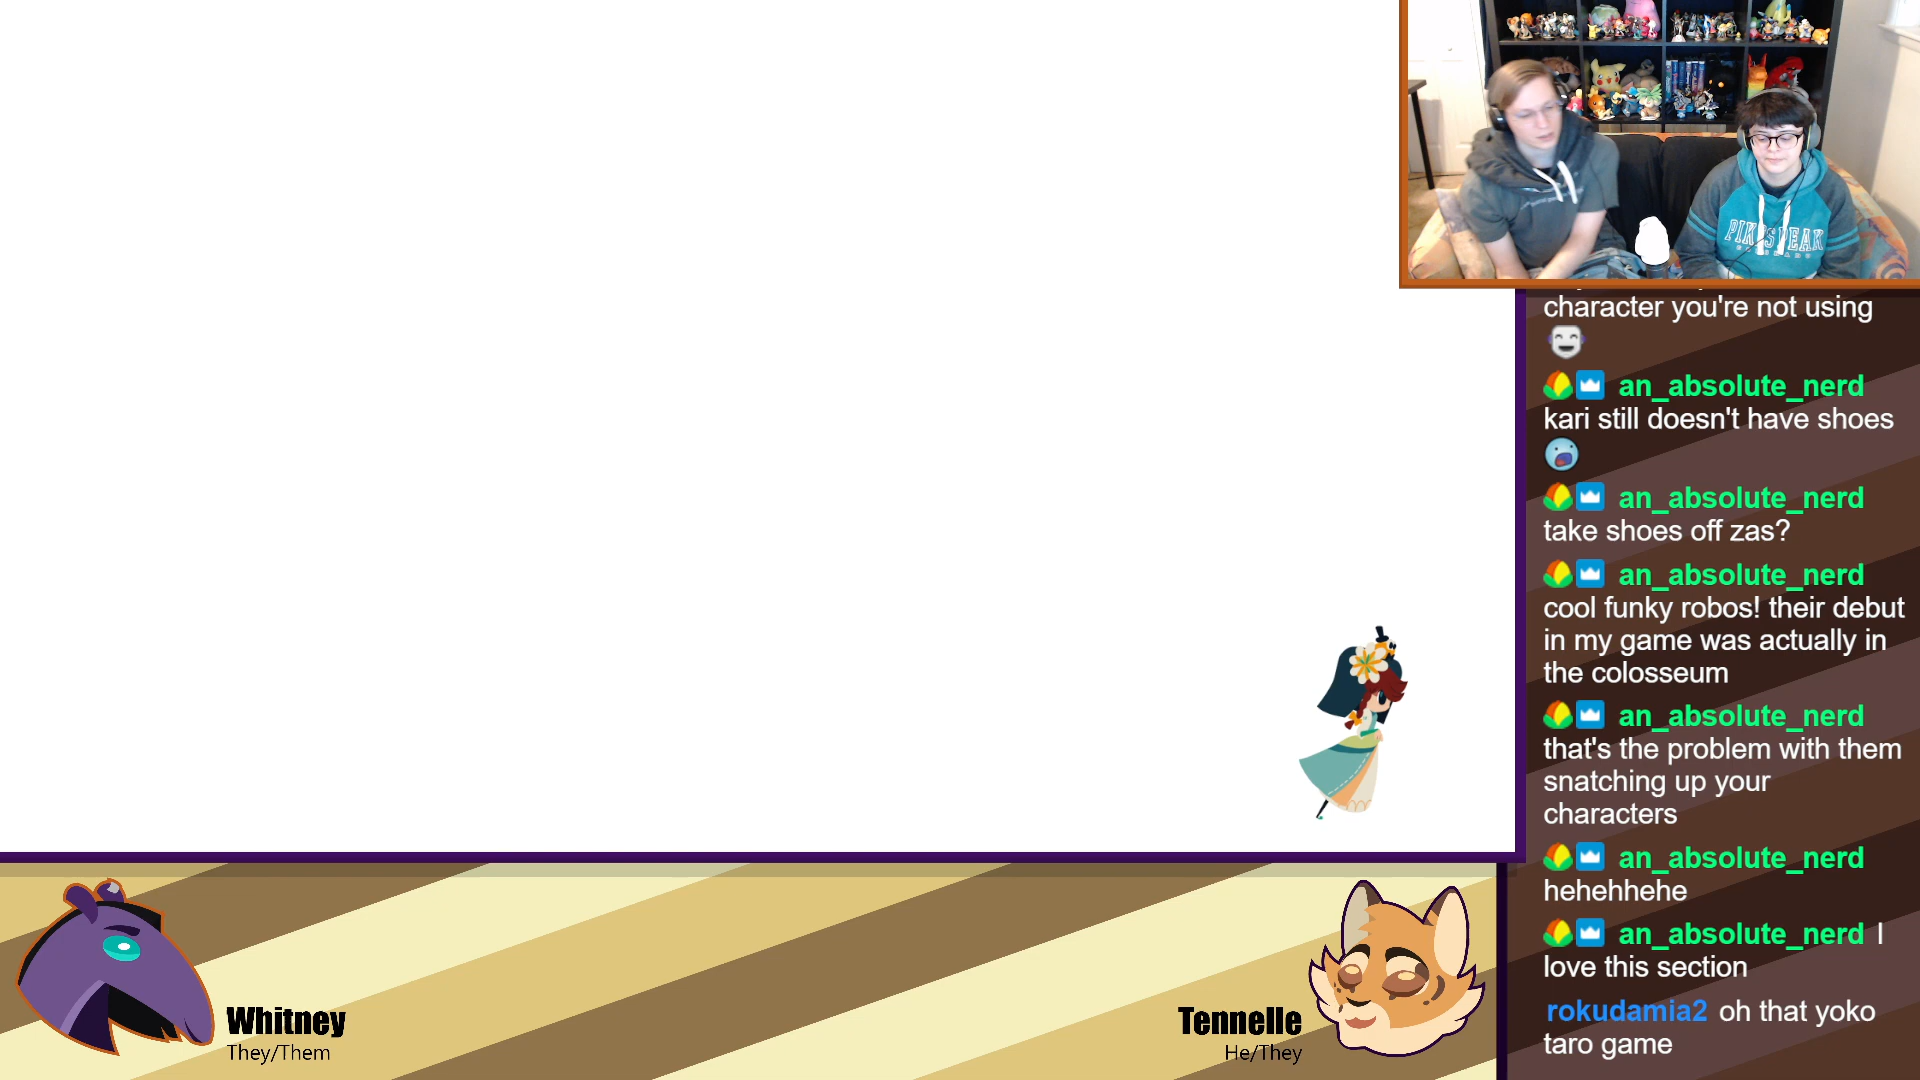 PIKES PEAK
character you're not using
an_absolute_nerd
kari still doesn't have shoes
an_absolute_nerd
take shoes off zas?
an_absolute_nerd
cool funky robos! their debut
in my game was actually in
the colosseum
an_absolute_nerd
that's the problem with them
snatching up your
characters
an_absolute_nerd
hehehhehe
an_absolute_nerd I
love this section
rokudamia2 oh that yoko
taro game
Whitney
They/Them
Tennelle
He/They